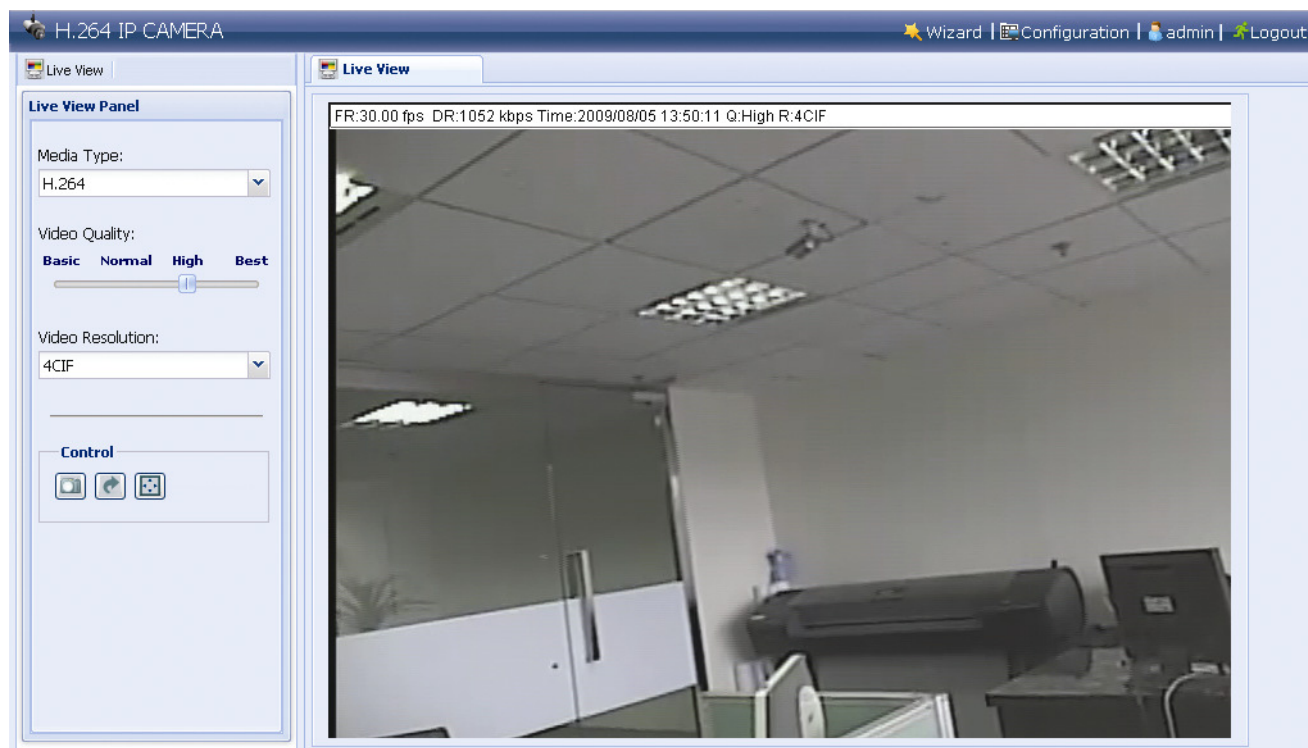 H.264 IP CAMERA
Wizard | Configuration | admin | Logout
Live View
Live View
Live View Panel
FR:30.00 fps DR:1052 kbps Time:2009/08/05 13:50:11 Q:High R:4CIF
Media Type:
H.264
Video Quality:
Basic Normal High Best
Video Resolution:
4CIF
Control